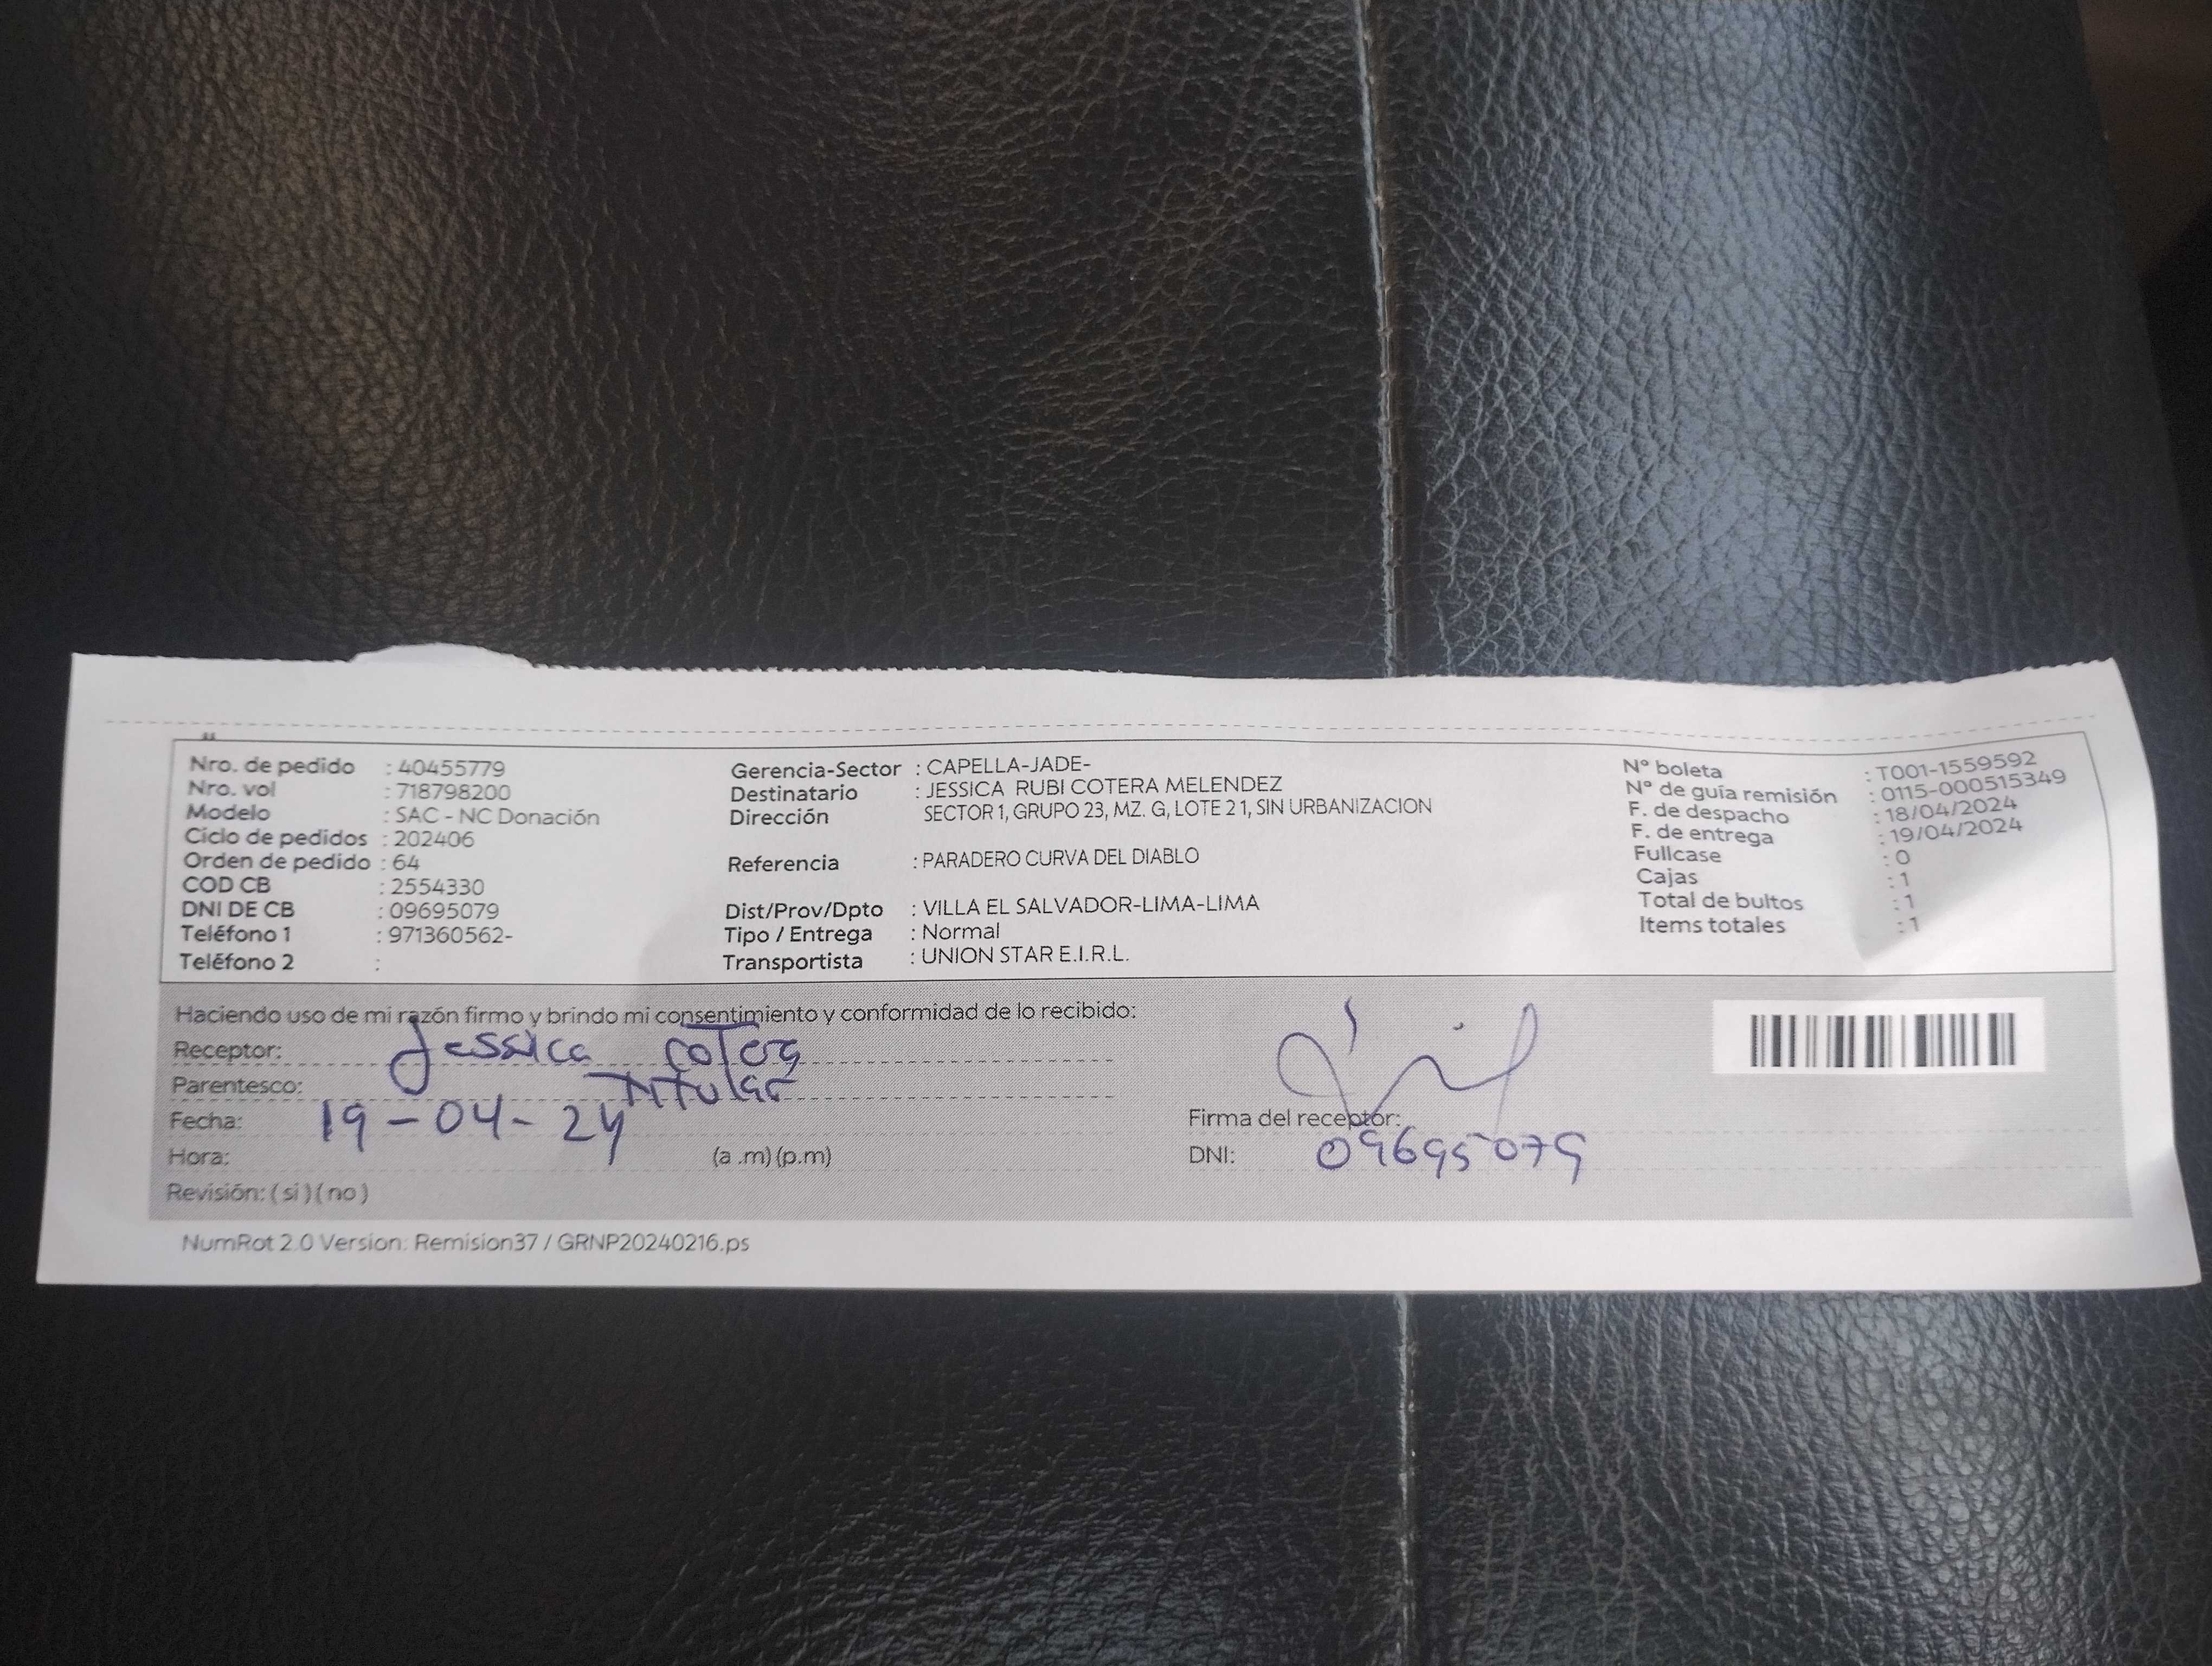 Nro. de pedido : 40455779
Nro. vol : 718798200
Modelo : SAC - NC Donación
Ciclo de pedidos : 202406
Orden de pedido : 64
COD CB : 2554330
DNI DE CB : 09695079
Teléfono 1 : 971360562-
Teléfono 2 :
Gerencia-Sector : CAPELLA-JADE-
Destinatario : JESSICA RUBI COTERA MELENDEZ
Dirección SECTOR 1, GRUPO 23, MZ. G, LOTE 21, SIN URBANIZACION
Referencia : PARADERO CURVA DEL DIABLO
Dist/Prov/Dpto : VILLA EL SALVADOR-LIMA-LIMA
Tipo / Entrega : Normal
Transportista : UNION STAR E.I.R.L.
N° boleta : T001-1559592
N° de guía remisión : 0115-000515349
F. de despacho : 18/04/2024
F. de entrega : 19/04/2024
Fullcase : 0
Cajas : 1
Total de bultos : 1
Items totales : 1
Haciendo uso de mi razón firmo y brindo mi consentimiento y conformidad de lo recibido:
Receptor: Jessica Cotera
Parentesco: Titular
Fecha: 19-04-24
Hora: (a .m) (p.m)
Revisión: ( si ) ( no )
Firma del receptor:
DNI: 09695079
NumRot 2.0 Version: Remision37 / GRNP20240216.ps